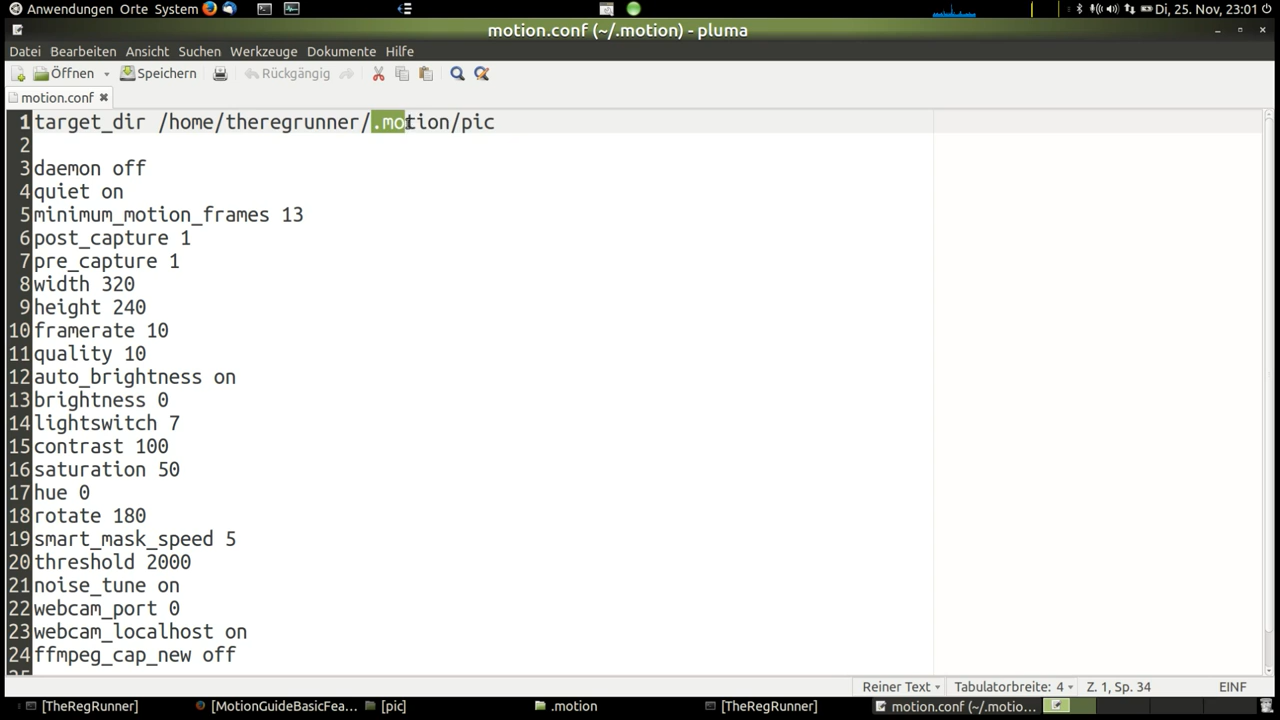 Anwendungen Orte System Di, 25. Nov, 23:01
motion.conf (~/.motion) - pluma
Datei Bearbeiten Ansicht Suchen Werkzeuge Dokumente Hilfe
Öffnen Speichern Rückgängig
motion.conf
1 target_dir /home/theregrunner/.motion/pic
2
3 daemon off
4 quiet on
5 minimum_motion_frames 13
6 post_capture 1
7 pre_capture 1
8 width 320
9 height 240
10 framerate 10
11 quality 10
12 auto_brightness on
13 brightness 0
14 lightswitch 7
15 contrast 100
16 saturation 50
17 hue 0
18 rotate 180
19 smart_mask_speed 5
20 threshold 2000
21 noise_tune on
22 webcam_port 0
23 webcam_localhost on
24 ffmpeg_cap_new off
25
Reiner Text Tabulatorbreite: 4 Z. 1, Sp. 34 EINF
[TheRegRunner] [MotionGuideBasicFea... [pic] .motion [TheRegRunner] motion.conf (~/.motio...